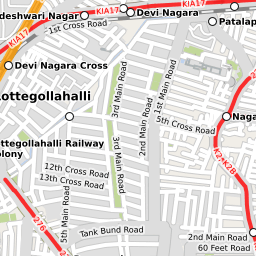 deshwari Nagar
KIA17
Devi Nagara
KIA17
Patalap
1st Cross Road
Devi Nagara Cross
3rd Main Road
1st Main Road
Lottegollahalli
5th Cross Road
Naga
2nd Main Road
ottegollahalli Railway
olony
3rd Main Road
12th Cross Road
13th Cross Road
5th Main Road
276
Tank Bund Road
2nd Main Road
60 Feet Road